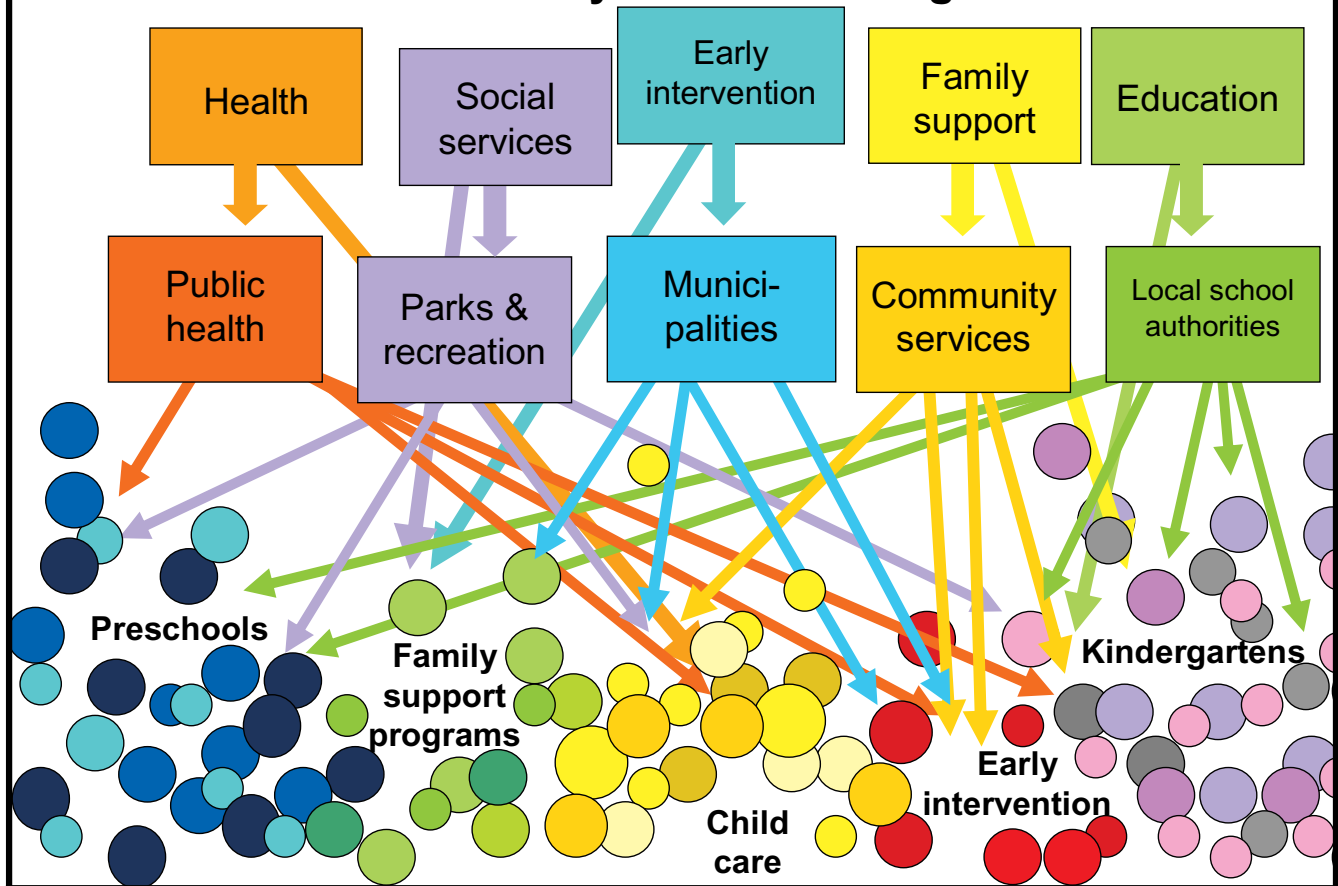 Health
Social
services
Early
intervention
Family
support
Education
Public
health
Parks &
recreation
Munici-
palities
Community
services
Local school
authorities
Preschools
Family
support
programs
Child
care
Early
intervention
Kindergartens